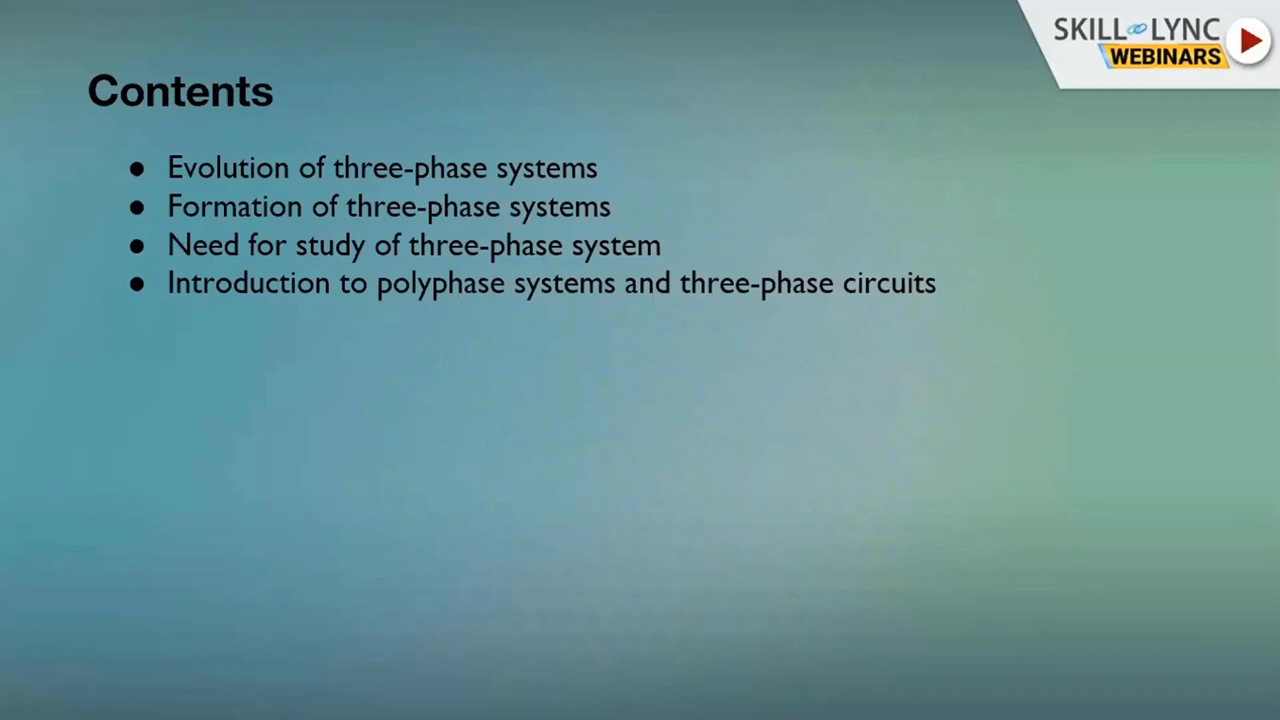 SKILL LYNC
WEBINARS
Contents
● Evolution of three-phase systems
● Formation of three-phase systems
● Need for study of three-phase system
● Introduction to polyphase systems and three-phase circuits